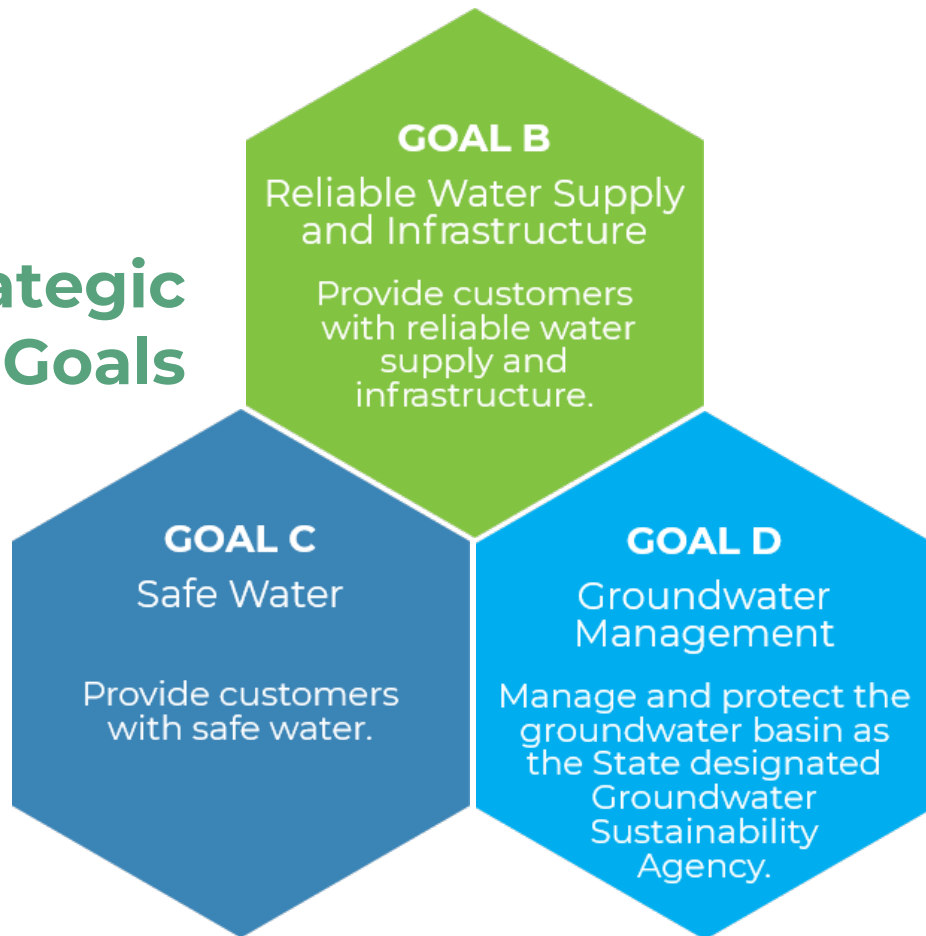 ategic
Goals
GOAL B
Reliable Water Supply
and Infrastructure
Provide customers
with reliable water
supply and
infrastructure.
GOAL C
Safe Water
Provide customers
with safe water.
GOAL D
Groundwater
Management
Manage and protect the
groundwater basin as
the State designated
Groundwater
Sustainability
Agency.